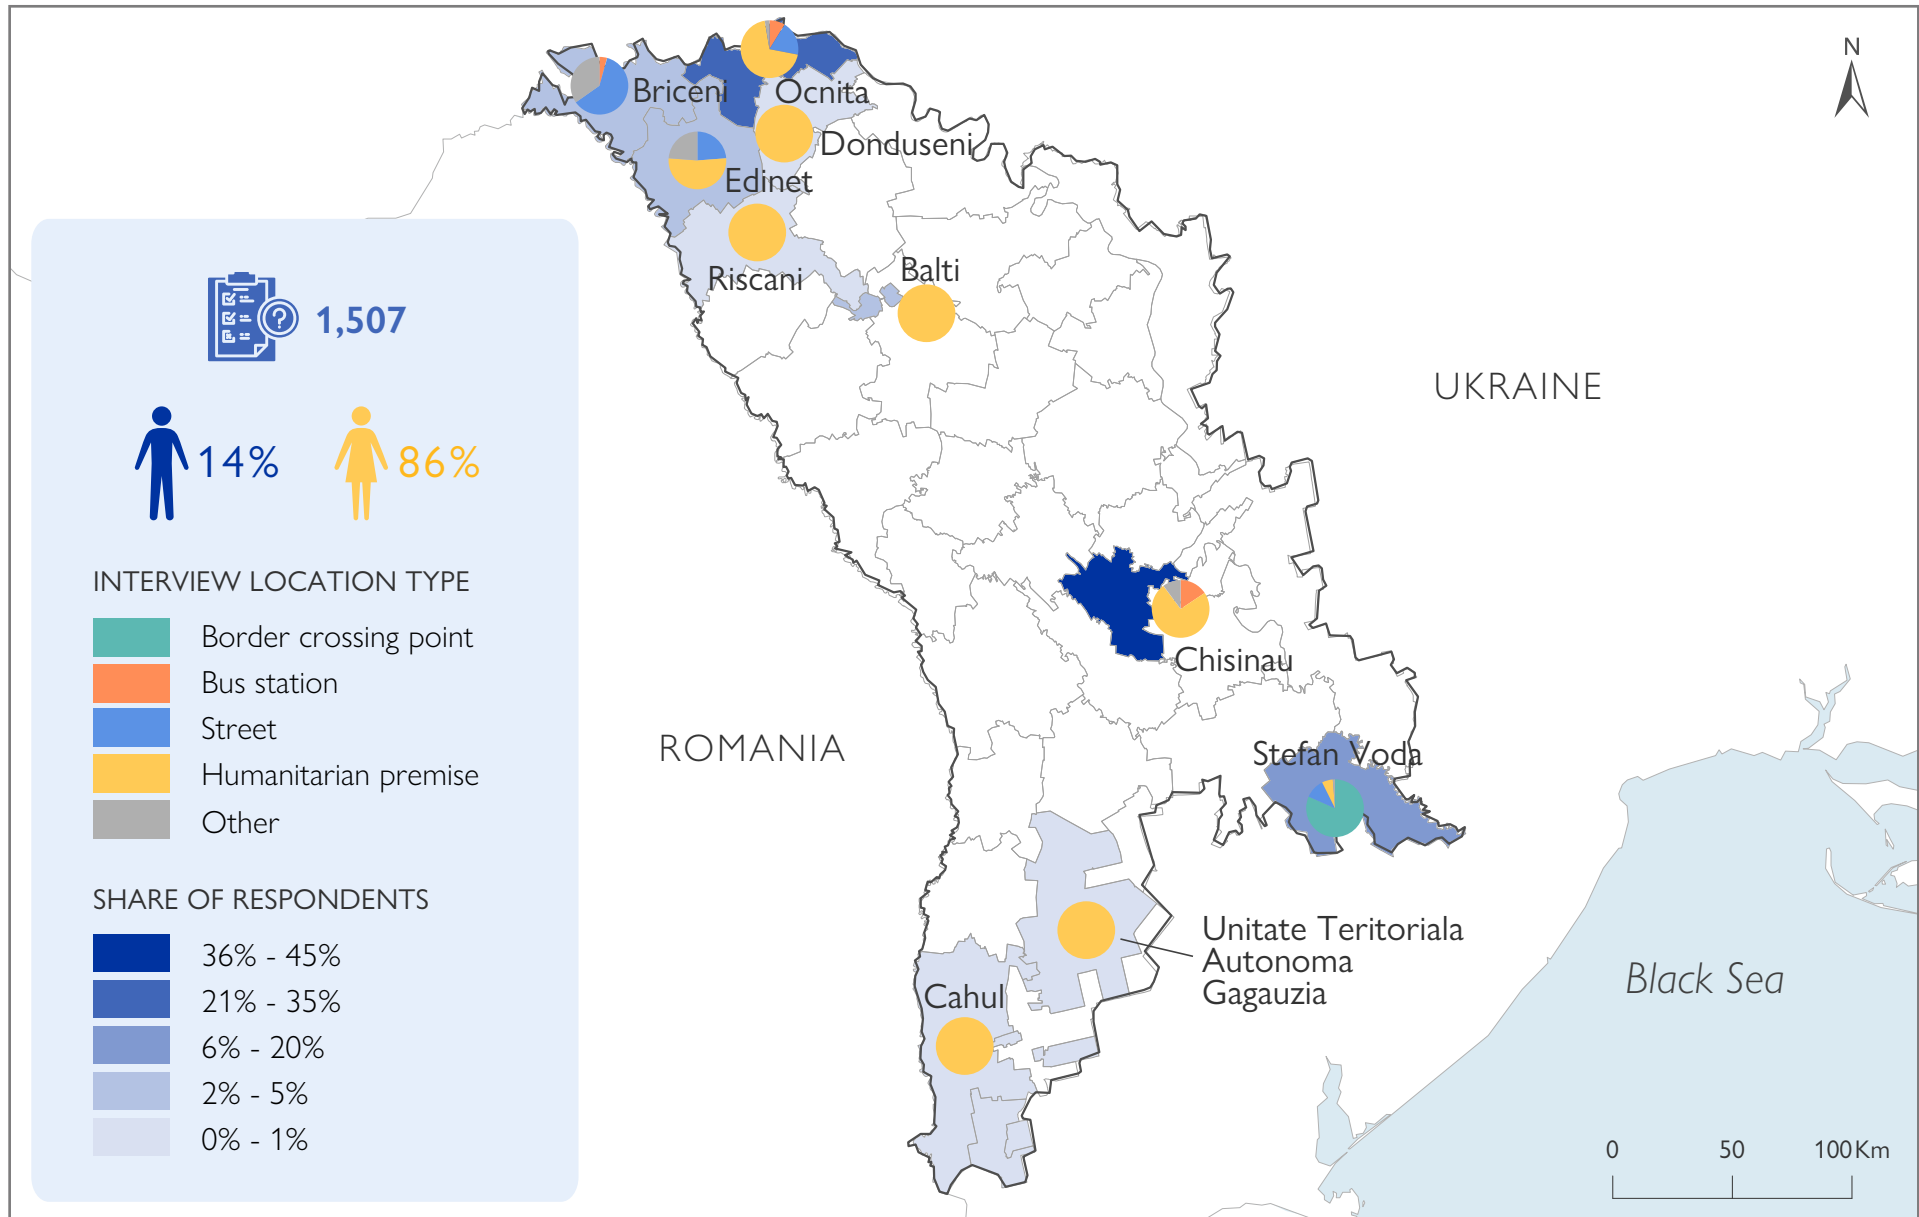 N
Briceni
Ocnita
Donduseni
Edinet
Riscani
Balti
1,507
?
UKRAINE
14%
86%
INTERVIEW LOCATION TYPE
Border crossing point
Bus station
Street
Humanitarian premise
Other
Chisinau
ROMANIA
Stefan Voda
SHARE OF RESPONDENTS
36% - 45%
21% - 35%
6% - 20%
2% - 5%
0% - 1%
Unitate Teritoriala
Autonoma
Gagauzia
Cahul
Black Sea
0 50 100 Km